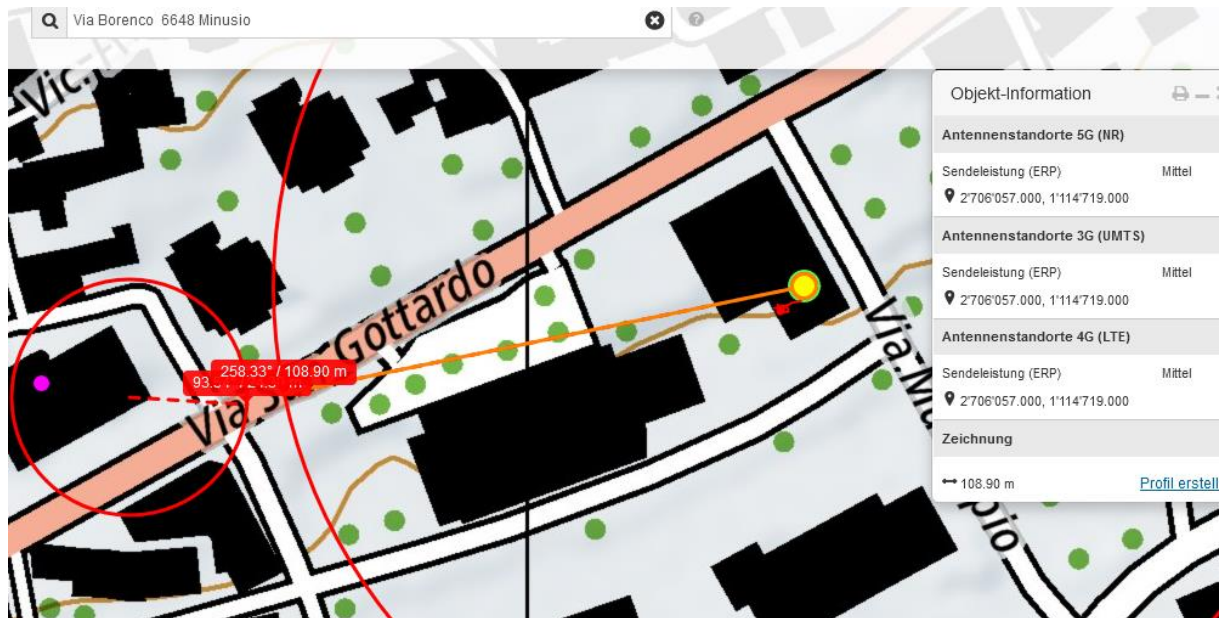 Via Borenco 6648 Minusio
Objekt-Information
Antennenstandorte 5G (NR)
Sendeleistung (ERP) Mittel
2'706'057.000, 1'114'719.000
Antennenstandorte 3G (UMTS)
Sendeleistung (ERP) Mittel
2'706'057.000, 1'114'719.000
Antennenstandorte 4G (LTE)
Sendeleistung (ERP) Mittel
2'706'057.000, 1'114'719.000
Zeichnung
108.90 m Profil erstell
Vic.
Gottardo
258.33° / 108.90 m
Via S
Via M
pio